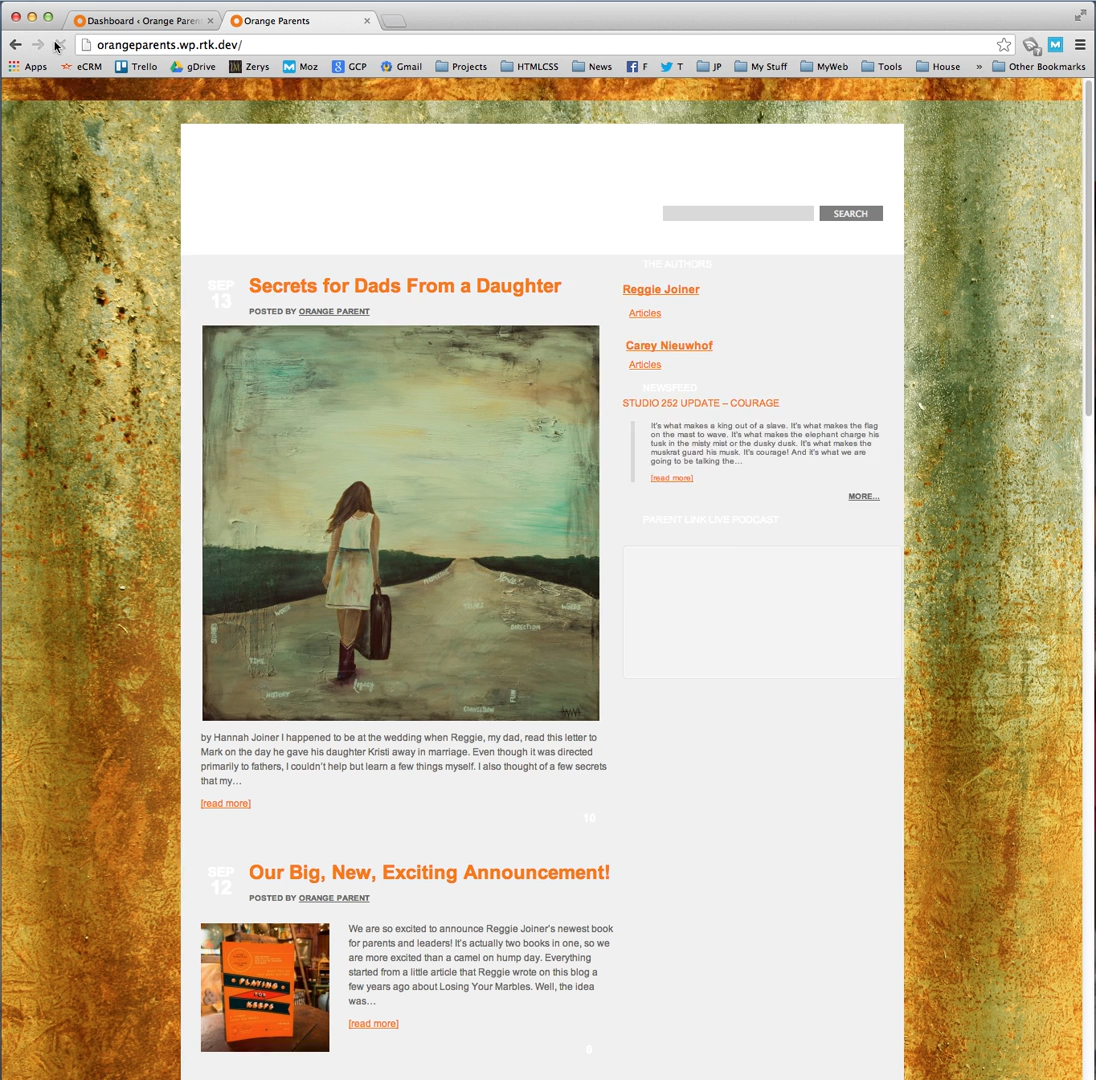 Dashboard ‹ Orange Paren
Orange Parents
orangeparents.wp.rtk.dev/
Apps eCRM Trello gDrive Zerys Moz GCP Gmail Projects HTMLCSS News F T JP My Stuff MyWeb Tools House » Other Bookmarks
SEARCH
SEP
13
Secrets for Dads From a Daughter
POSTED BY ORANGE PARENT
by Hannah Joiner I happened to be at the wedding when Reggie, my dad, read this letter to
Mark on the day he gave his daughter Kristi away in marriage. Even though it was directed
primarily to fathers, I couldn't help but learn a few things myself. I also thought of a few secrets
that my…
[read more]
10
SEP
12
Our Big, New, Exciting Announcement!
POSTED BY ORANGE PARENT
PLAYING
FOR
KEEPS
We are so excited to announce Reggie Joiner's newest book
for parents and leaders! It's actually two books in one, so we
are more excited than a camel on hump day. Everything
started from a little article that Reggie wrote on this blog a
few years ago about Losing Your Marbles. Well, the idea
was…
[read more]
THE AUTHORS
Reggie Joiner
Articles
Carey Nieuwhof
Articles
NEWSFEED
STUDIO 252 UPDATE – COURAGE
It's what makes a king out of a slave. It's what makes the flag
on the mast to wave. It's what makes the elephant charge his
tusk in the misty mist or the dusky dusk. It's what makes the
muskrat guard his musk. It's courage! And it's what we are
going to be talking the…
[read more]
MORE...
PARENT LINK LIVE PODCAST
STORIES
TIME
HISTORY
legacy
FUN
DIRECTION
WORDS